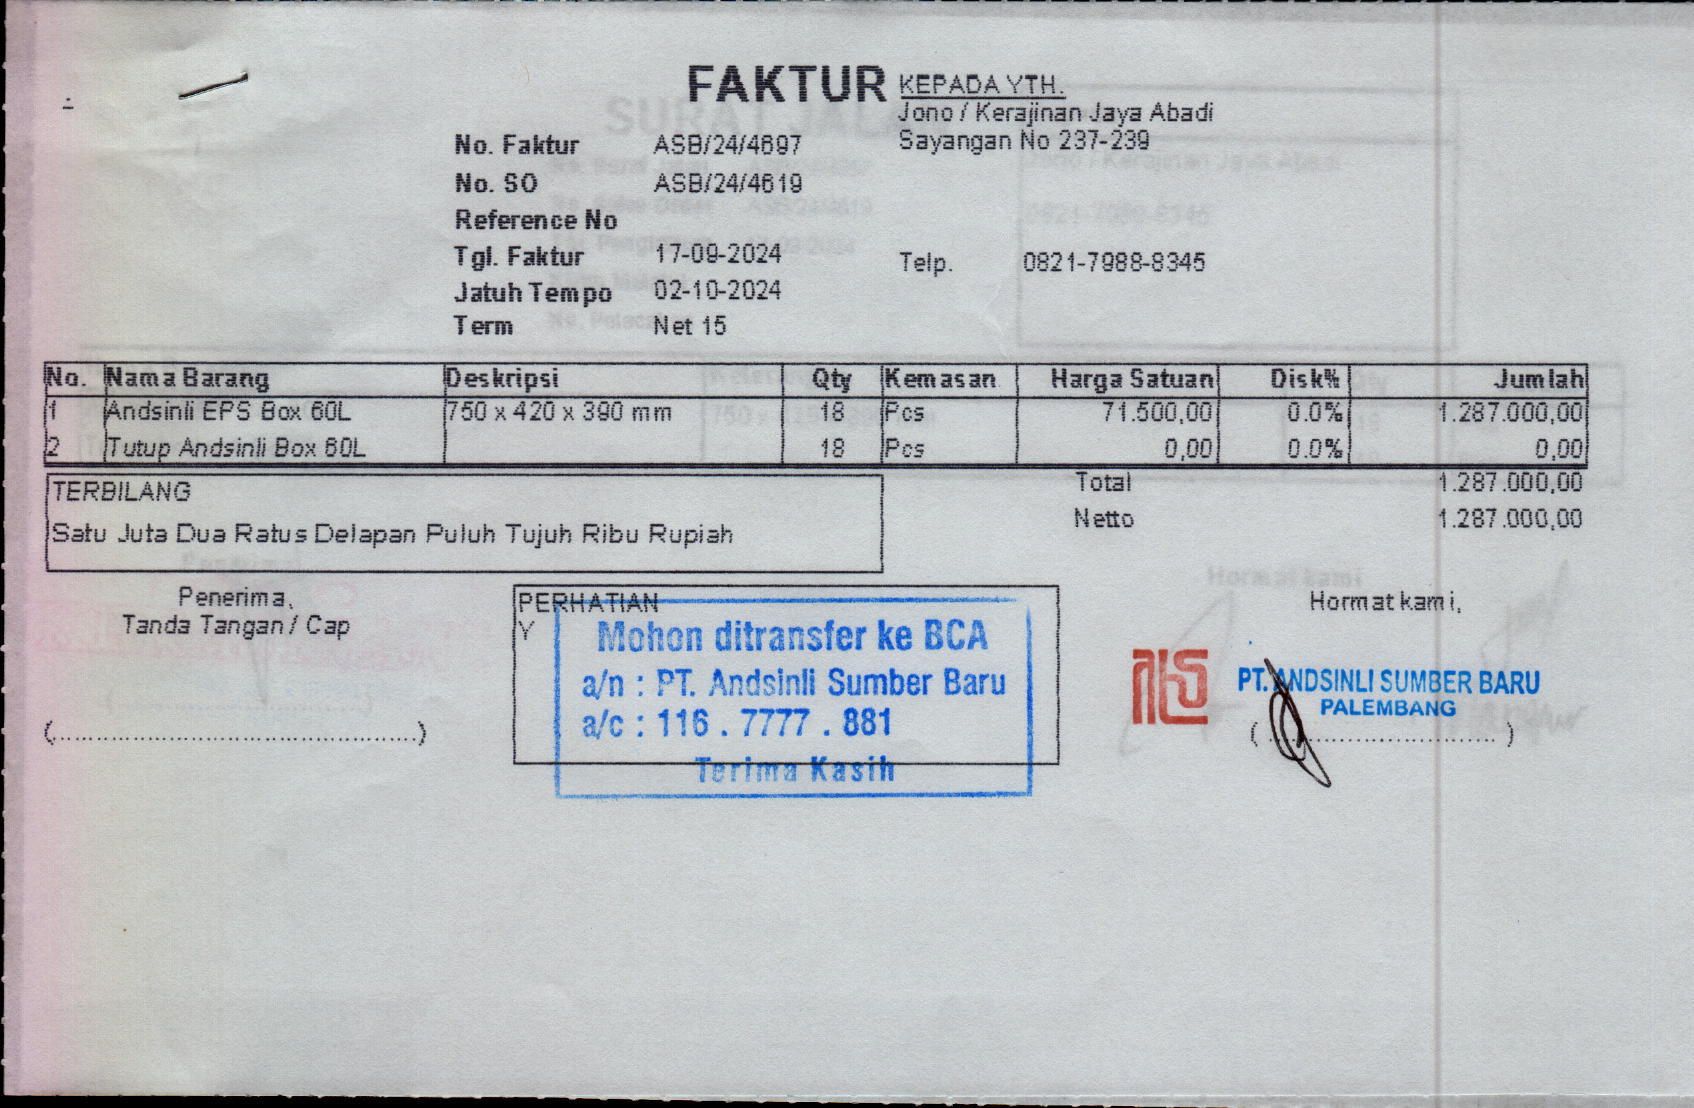 FAKTUR
KEPADA YTH.
Jono / Kerajinan Jaya Abadi
Sayangan No 237-239
No. Faktur ASB/24/4697
No. SO ASB/24/4619
Reference No
Tgl. Faktur 17-09-2024
Telp. 0821-7988-8345
Jatuh Tempo 02-10-2024
Term Net 15
No. Nama Barang Deskripsi Qty Kemasan Harga Satuan Disk% Jumlah
1 Andsinli EPS Box 60L 750 x 420 x 390 mm 18 Pcs 71.500,00 0.0% 1.287.000,00
2 Tutup Andsinli Box 60L 18 Pcs 0,00 0.0% 0,00
TERBILANG
Satu Juta Dua Ratus Delapan Puluh Tujuh Ribu Rupiah
Total 1.287.000,00
Netto 1.287.000,00
Penerima,
Tanda Tangan / Cap
(............................................)
PERHATIAN
Y
Mohon ditransfer ke BCA
a/n : PT. Andsinli Sumber Baru
a/c : 116 . 7777 . 881
Terima Kasih
Hormat kami,
PT. ANDSINLI SUMBER BARU
PALEMBANG
(............................)